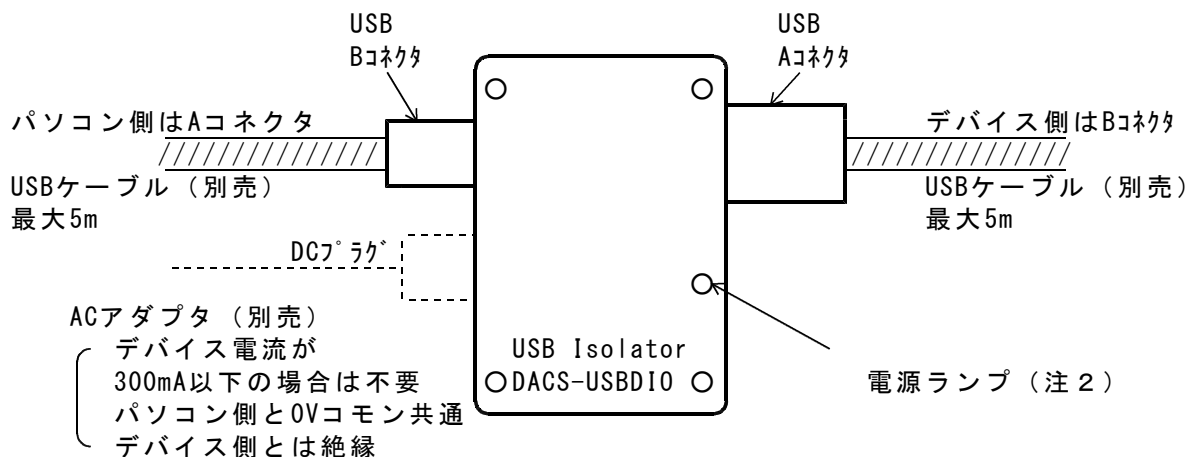 USB
Bｺﾈｸﾀ
USB
Aｺﾈｸﾀ
パソコン側はAコネクタ
デバイス側はBｺﾈｸﾀ
USBケーブル（別売）
最大5m
USBケーブル（別売）
最大5m
DCﾌﾟﾗｸﾞ
ACアダプタ（別売）
デバイス電流が
300mA以下の場合は不要
パソコン側と0Vコモン共通
デバイス側とは絶縁
USB Isolator
DACS-USBDIO
電源ランプ（注２）